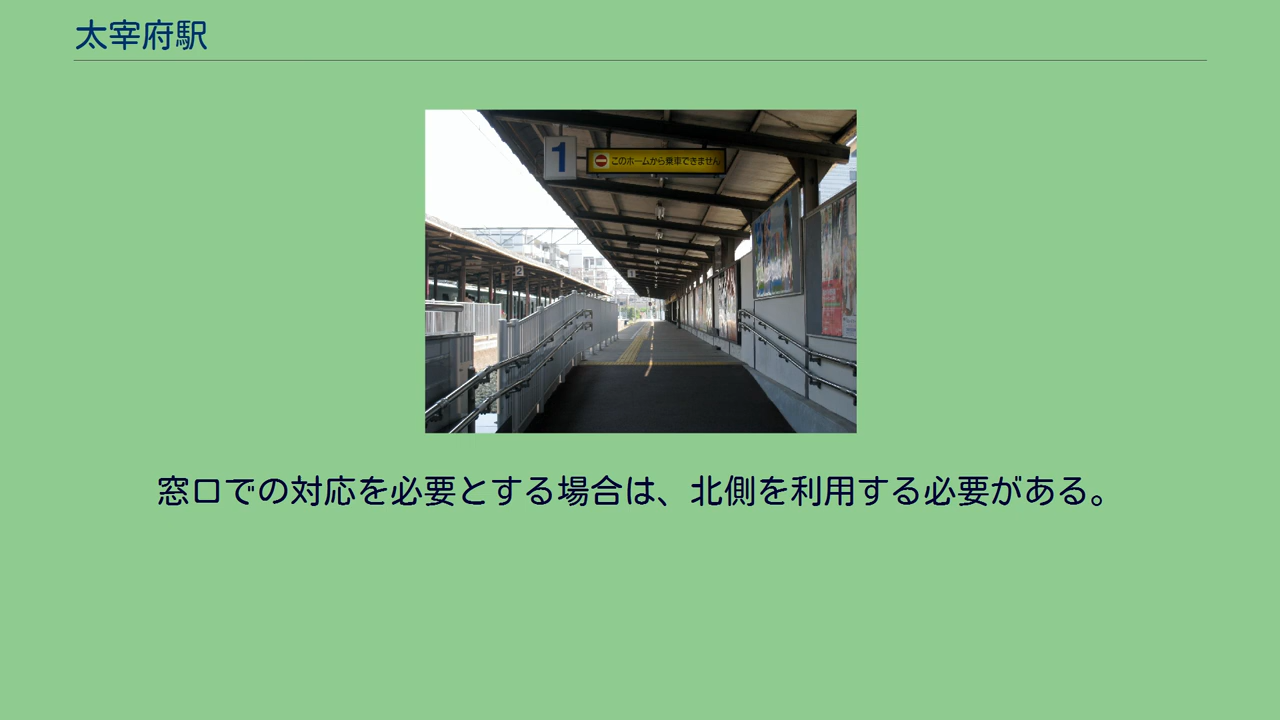 太宰府駅
1
このホームから乗車できません
2
1
窓口での対応を必要とする場合は、北側を利用する必要がある。